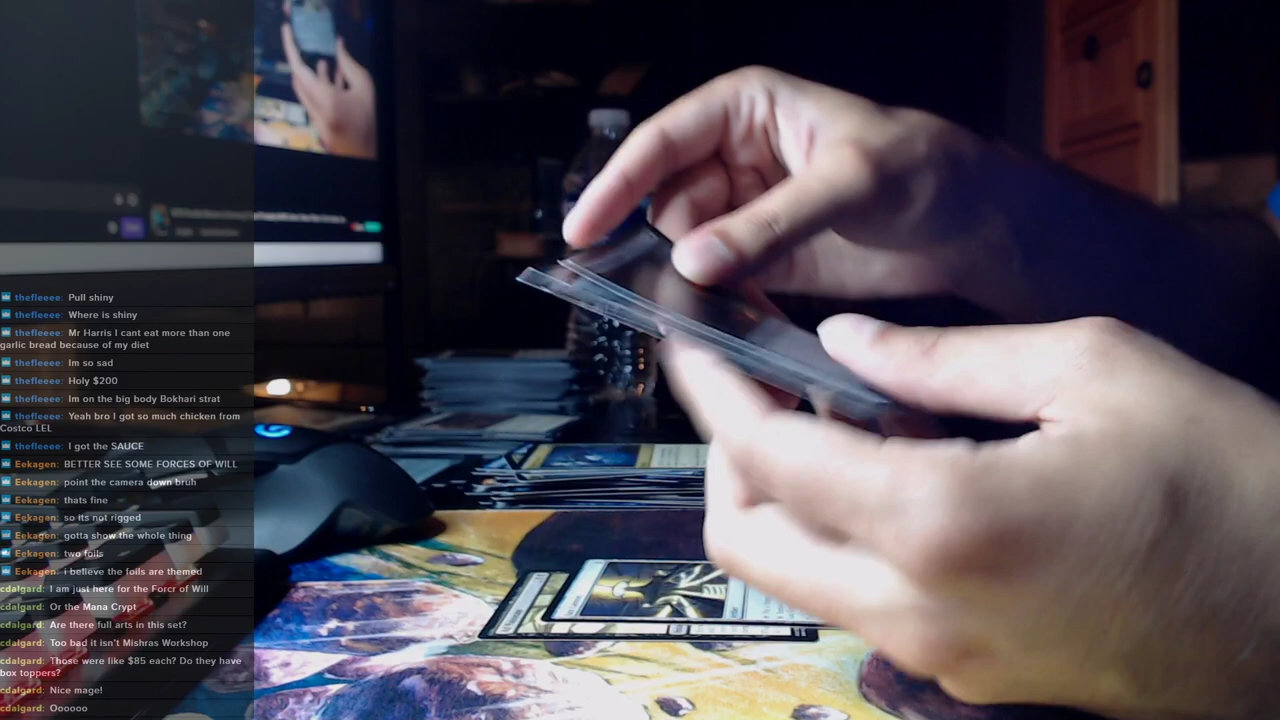 thefleeee: Pull shiny
thefleeee: Where is shiny
thefleeee: Mr Harris I cant eat more than one
garlic bread because of my diet
thefleeee: Im so sad
thefleeee: Holy $200
thefleeee: Im on the big body Bokhari strat
thefleeee: Yeah bro I got so much chicken from
Costco LEL
thefleeee: I got the SAUCE
Eekagen: BETTER SEE SOME FORCES OF WILL
Eekagen: point the camera down bruh
Eekagen: thats fine
Eekagen: so its not rigged
Eekagen: gotta show the whole thing
Eekagen: two foils
Eekagen: i believe the foils are themed
cdalgard: I am just here for the Forcr of Will
cdalgard: Or the Mana Crypt
cdalgard: Are there full arts in this set?
cdalgard: Too bad it isn't Mishras Workshop
cdalgard: Those were like $85 each? Do they have
box toppers?
cdalgard: Nice mage!
cdalgard: Oooooo